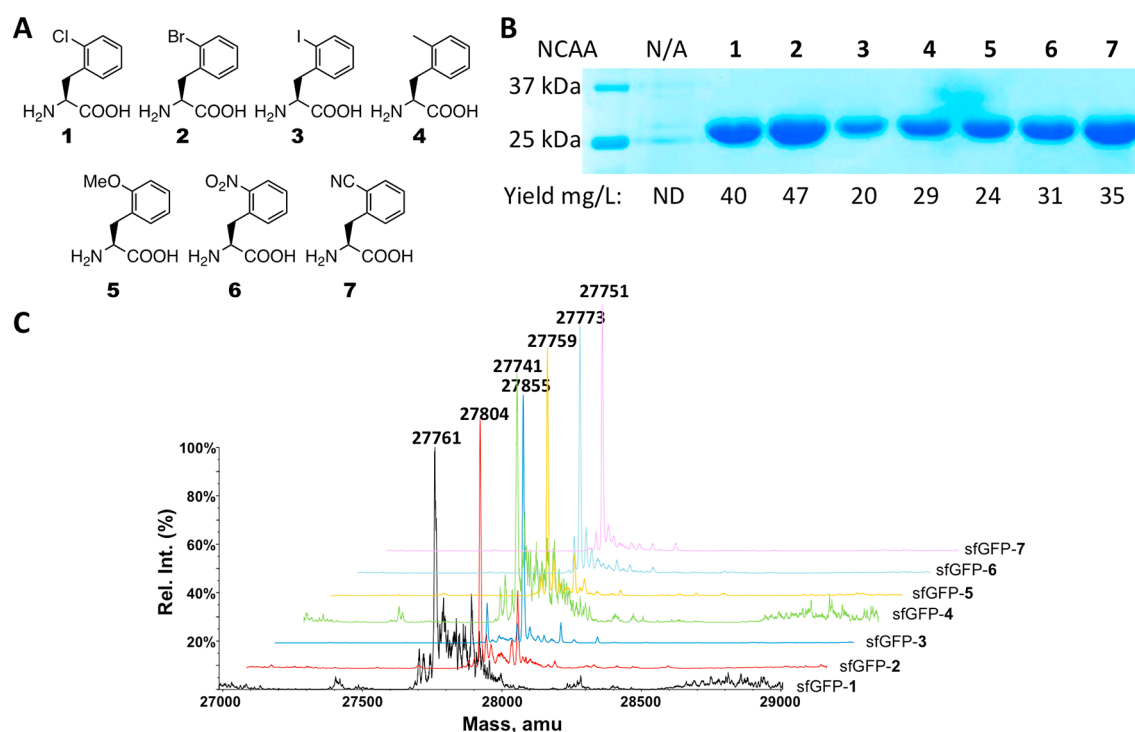 A
Cl
Br
I
H₂N COOH
H₂N COOH
H₂N COOH
H₂N COOH
1 2 3 4
MeO
O₂N
NC
H₂N COOH
H₂N COOH
H₂N COOH
5 6 7
B
NCAA N/A 1 2 3 4 5 6 7
37 kDa
25 kDa
Yield mg/L: ND 40 47 20 29 24 31 35
C
27751
27773
27759
27741
27855
27804
27761
100%
80%
60%
40%
20%
Rel. Int. (%)
sfGFP-7
sfGFP-6
sfGFP-5
sfGFP-4
sfGFP-3
sfGFP-2
sfGFP-1
27000 27500 28000 28500 29000
Mass, amu